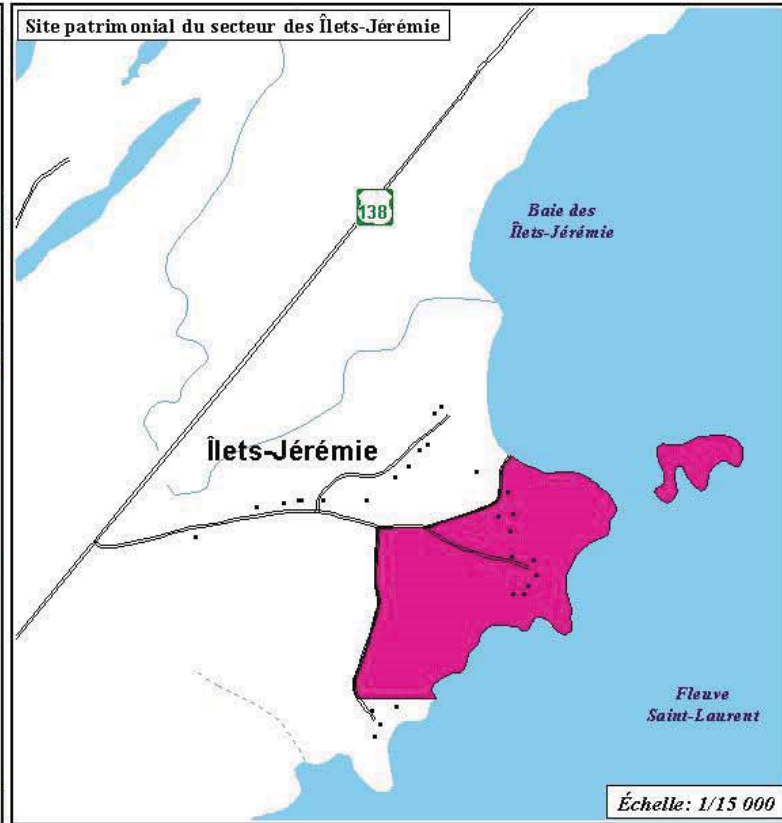 Site patrimonial du secteur des Îlets-Jérémie
138
Baie des
Îlets-Jérémie
Îlets-Jérémie
Fleuve
Saint-Laurent
Échelle: 1/15 000